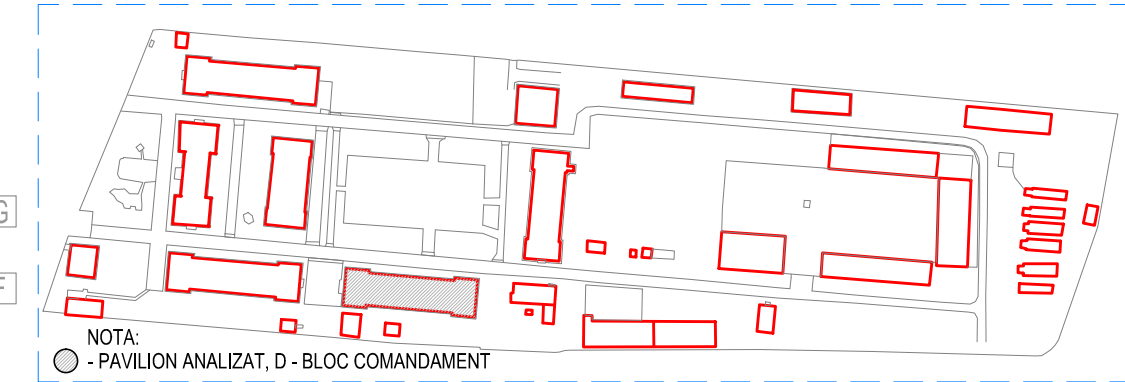 G
F
NOTA:
- PAVILION ANALIZAT, D - BLOC COMANDAMENT